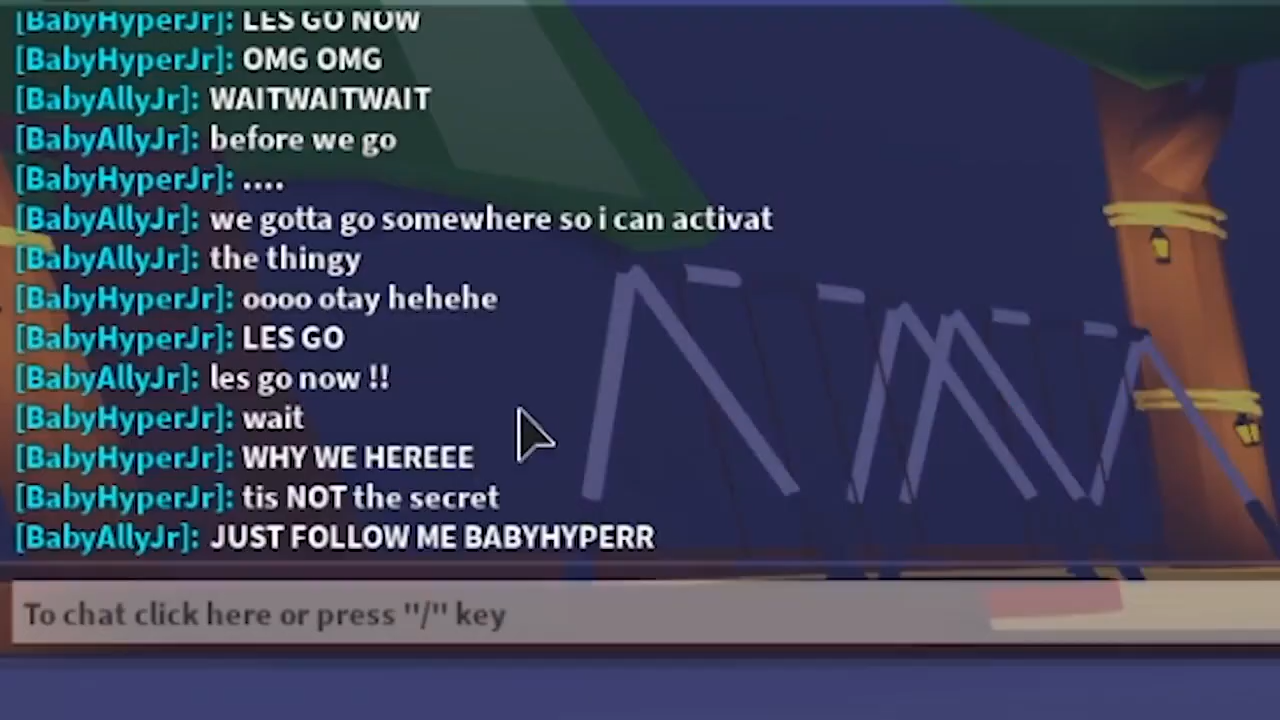 [BabyHyperJr]: LES GO NOW
[BabyHyperJr]: OMG OMG
[BabyAllyJr]: WAITWAITWAIT
[BabyAllyJr]: before we go
[BabyHyperJr]: ....
[BabyAllyJr]: we gotta go somewhere so i can activat
[BabyAllyJr]: the thingy
[BabyHyperJr]: oooo otay hehehe
[BabyHyperJr]: LES GO
[BabyAllyJr]: les go now !!
[BabyHyperJr]: wait
[BabyHyperJr]: WHY WE HEREEE
[BabyHyperJr]: tis NOT the secret
[BabyAllyJr]: JUST FOLLOW ME BABYHYPERR
To chat click here or press "/" key